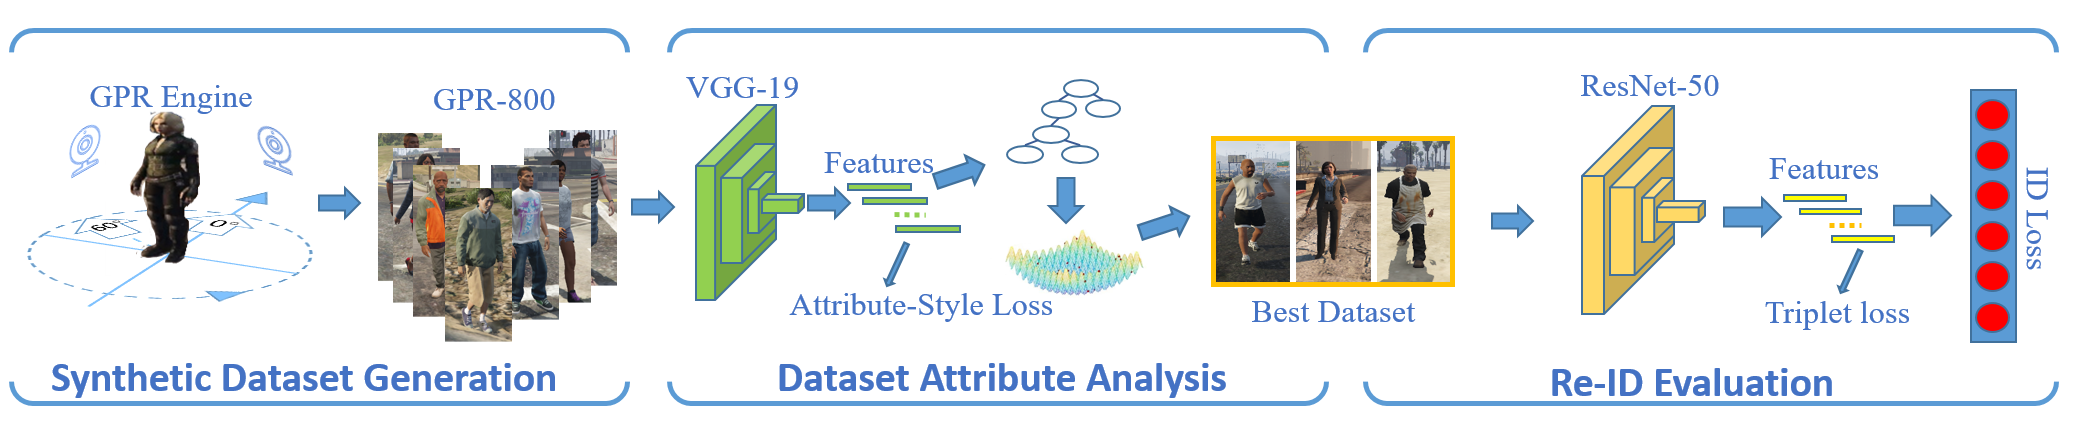 GPR Engine
60°
0°
GPR-800
Synthetic Dataset Generation
VGG-19
Features
Attribute-Style Loss
Best Dataset
Dataset Attribute Analysis
ResNet-50
Features
Triplet loss
ID Loss
Re-ID Evaluation